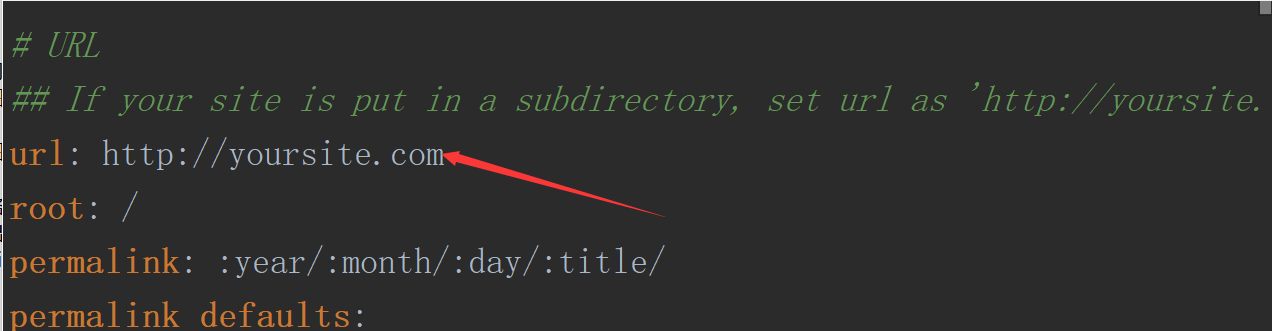 # URL
## If your site is put in a subdirectory, set url as 'http://yoursite.
url: http://yoursite.com
root: /
permalink: :year/:month/:day/:title/
permalink_defaults: